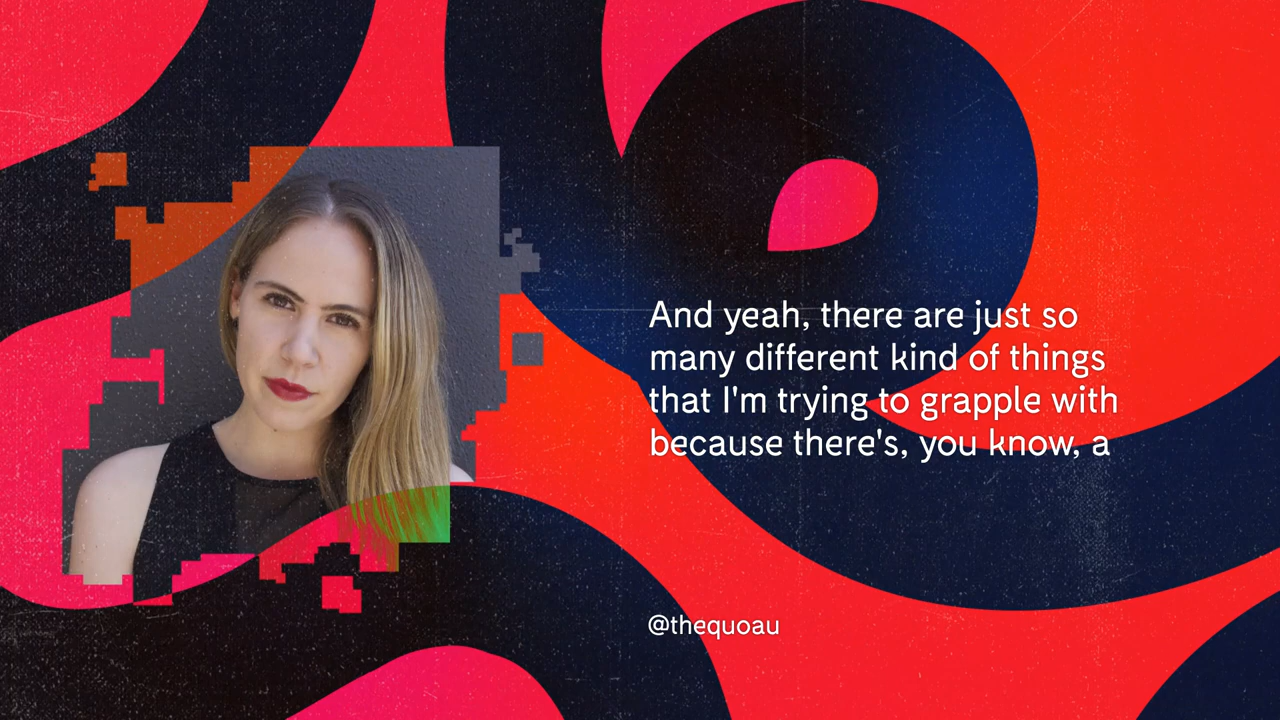 And yeah, there are just so
many different kind of things
that I'm trying to grapple with
because there's, you know, a
@thequoau